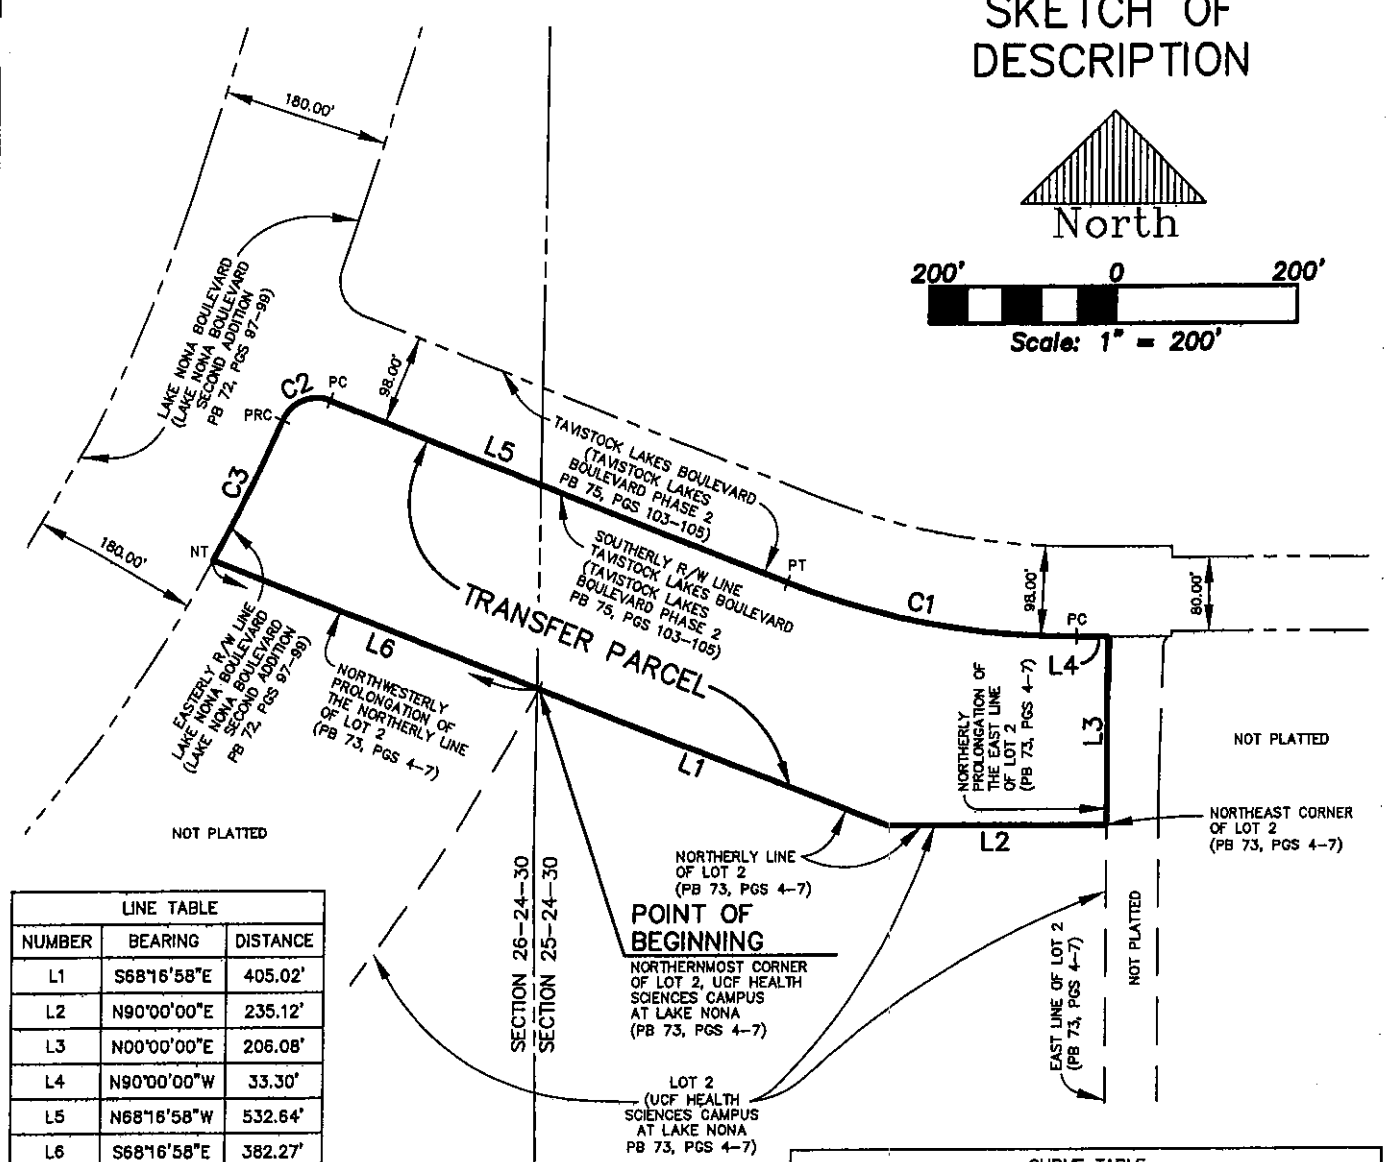 SKETCH OF
DESCRIPTION
North
200' 0 200'
Scale: 1" = 200'
180.00'
LAKE NONA BOULEVARD
(LAKE NONA BOULEVARD
SECOND ADDITION
PB 72, PGS 97-99)
C2
PC
PRC
98.00'
L5
C3
TAVISTOCK LAKES BOULEVARD
(TAVISTOCK LAKES
BOULEVARD PHASE 2
PB 75, PGS 103-105)
SOUTHERLY R/W LINE
TAVISTOCK LAKES BOULEVARD
(TAVISTOCK LAKES
BOULEVARD PHASE 2
PB 75, PGS 103-105)
180.00'
NT
PT
C1
98.00'
PC
80.00'
L4
TRANSFER PARCEL
EASTERLY R/W LINE
LAKE NONA BOULEVARD
(LAKE NONA BOULEVARD
SECOND ADDITION
PB 72, PGS 97-99)
L6
NORTHWESTERLY
PROLONGATION OF
THE NORTHERLY LINE
OF LOT 2
(PB 73, PGS 4-7)
L1
NORTHERLY
PROLONGATION OF
THE EAST LINE
OF LOT 2
(PB 73, PGS 4-7)
L3
NOT PLATTED
NOT PLATTED
L2
NORTHEAST CORNER
OF LOT 2
(PB 73, PGS 4-7)
NORTHERLY LINE
OF LOT 2
(PB 73, PGS 4-7)
SECTION 26-24-30
SECTION 25-24-30
POINT OF
BEGINNING
NORTHERNMOST CORNER
OF LOT 2, UCF HEALTH
SCIENCES CAMPUS
AT LAKE NONA
(PB 73, PGS 4-7)
EAST LINE OF LOT 2
(PB 73, PGS 4-7)
NOT PLATTED
LOT 2
(UCF HEALTH
SCIENCES CAMPUS
AT LAKE NONA
PB 73, PGS 4-7)
LINE TABLE
NUMBER BEARING DISTANCE
L1 S68°16'58"E 405.02'
L2 N90°00'00"E 235.12'
L3 N00°00'00"E 206.08'
L4 N90°00'00"W 33.30'
L5 N68°16'58"W 532.64'
L6 S68°16'58"E 382.27'
CURVE TABLE